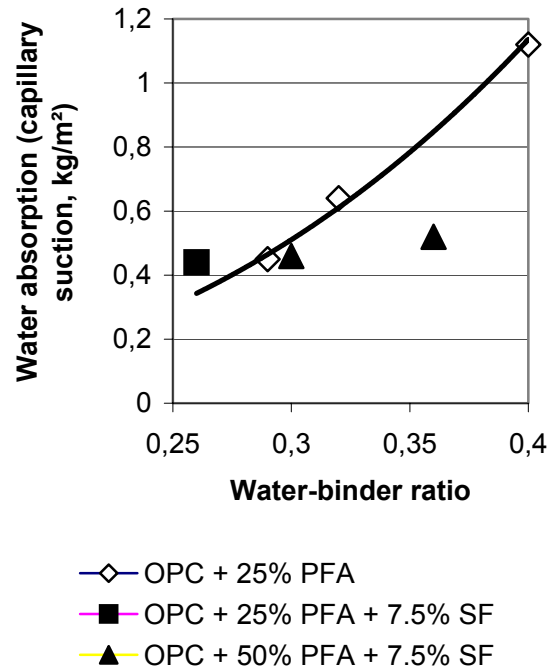 Water absorption (capillary
suction, kg/m²)
1,2
1
0,8
0,6
0,4
0,2
0
0,25
0,3
0,35
0,4
Water-binder ratio
OPC + 25% PFA
OPC + 25% PFA + 7.5% SF
OPC + 50% PFA + 7.5% SF